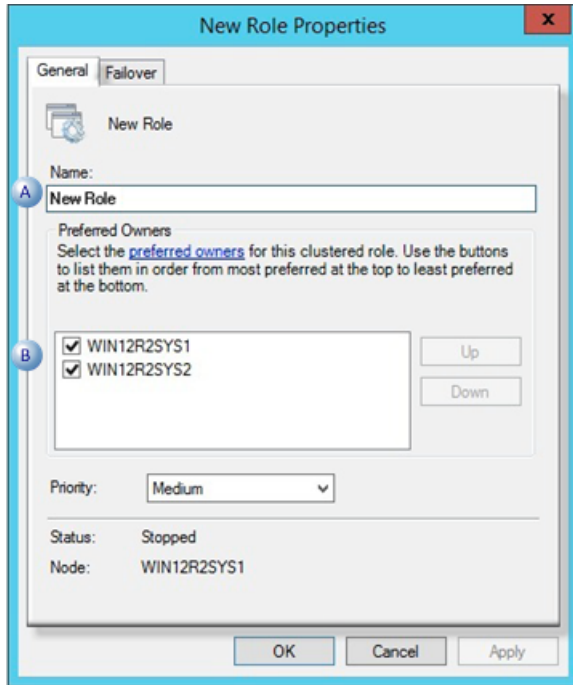 New Role Properties
x
General
Failover
New Role
Name:
A
New Role
Preferred Owners
Select the preferred owners for this clustered role. Use the buttons
to list them in order from most preferred at the top to least preferred
at the bottom.
B
WIN12R2SYS1
WIN12R2SYS2
Up
Down
Priority:
Medium
Status:
Stopped
Node:
WIN12R2SYS1
OK
Cancel
Apply